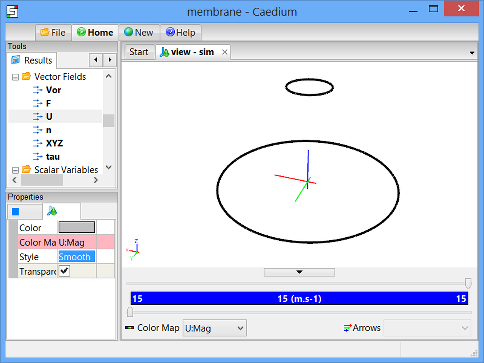 membrane - Caedium
File Home New Help
Tools
Results
Vector Fields
Vor
F
U
n
XYZ
tau
Scalar Variables
Properties
Color
Color Ma U:Mag
Style Smooth
Transpare
Start view - sim
15 15 (m.s-1) 15
Color Map U:Mag Arrows